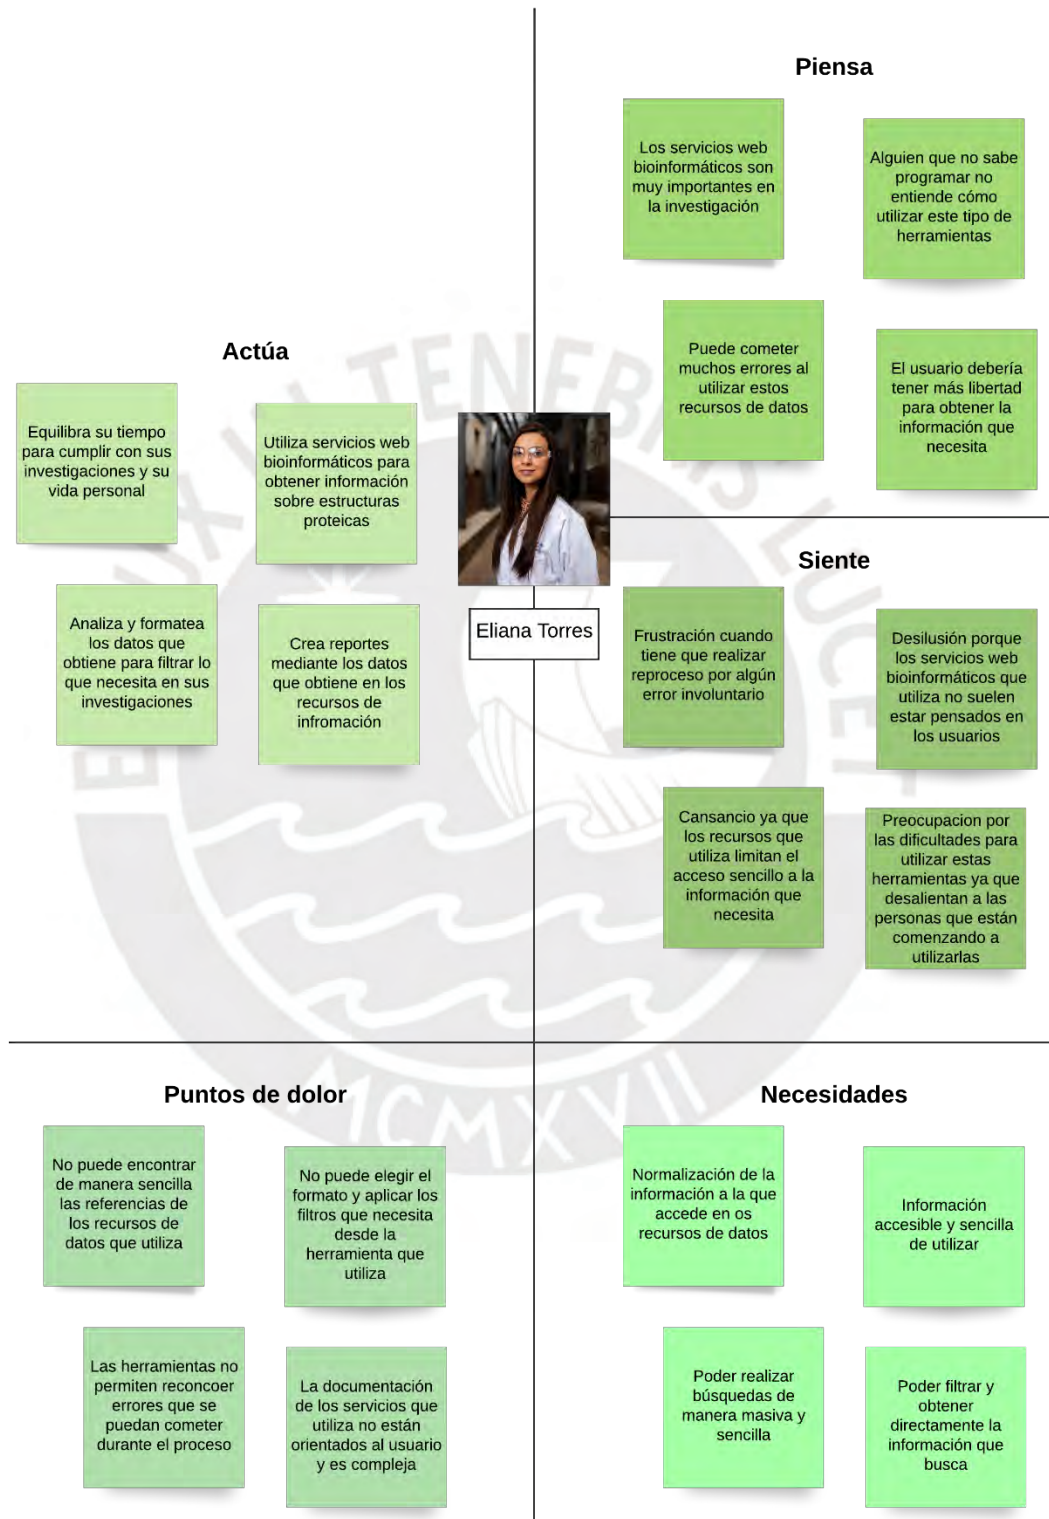 Piensa
Los servicios web
bioinformáticos son
muy importantes en
la investigación
Alguien que no sabe
programar no
entiende cómo
utilizar este tipo de
herramientas
Puede cometer
muchos errores al
utilizar estos
recursos de datos
El usuario debería
tener más libertad
para obtener la
información que
necesita
Actúa
Equilibra su tiempo
para cumplir con sus
investigaciones y su
vida personal
Utiliza servicios web
bioinformáticos para
obtener información
sobre estructuras
proteicas
Analiza y formatea
los datos que
obtiene para filtrar lo
que necesita en sus
investigaciones
Crea reportes
mediante los datos
que obtiene en los
recursos de
infromación
Eliana Torres
Siente
Frustración cuando
tiene que realizar
reproceso por algún
error involuntario
Desilusión porque
los servicios web
bioinformáticos que
utiliza no suelen
estar pensados en
los usuarios
Cansancio ya que
los recursos que
utiliza limitan el
acceso sencillo a la
información que
necesita
Preocupacion por
las dificultades para
utilizar estas
herramientas ya que
desalientan a las
personas que están
comenzando a
utilizarlas
Puntos de dolor
No puede encontrar
de manera sencilla
las referencias de
los recursos de
datos que utiliza
No puede elegir el
formato y aplicar los
filtros que necesita
desde la
herramienta que
utiliza
Las herramientas no
permiten reconcoer
errores que se
puedan cometer
durante el proceso
La documentación
de los servicios que
utiliza no están
orientados al usuario
y es compleja
Necesidades
Normalización de la
información a la que
accede en os
recursos de datos
Información
accesible y sencilla
de utilizar
Poder realizar
búsquedas de
manera masiva y
sencilla
Poder filtrar y
obtener
directamente la
información que
busca
ET LUX IN TENEBRIS LUCET
MCMXVII